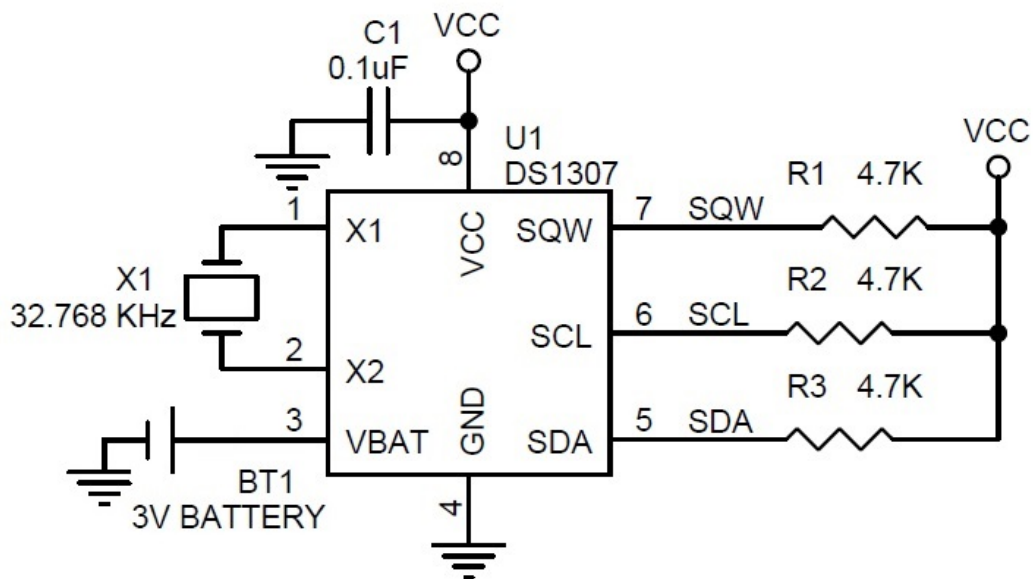 C1
0.1uF
VCC
U1
DS1307
8
VCC
1
X1
VCC
SQW
7
SQW
R1 4.7K
X1
32.768 KHz
R2 4.7K
2
X2
SCL
6
SCL
R3 4.7K
3
VBAT
GND
SDA
5
SDA
BT1
3V BATTERY
4